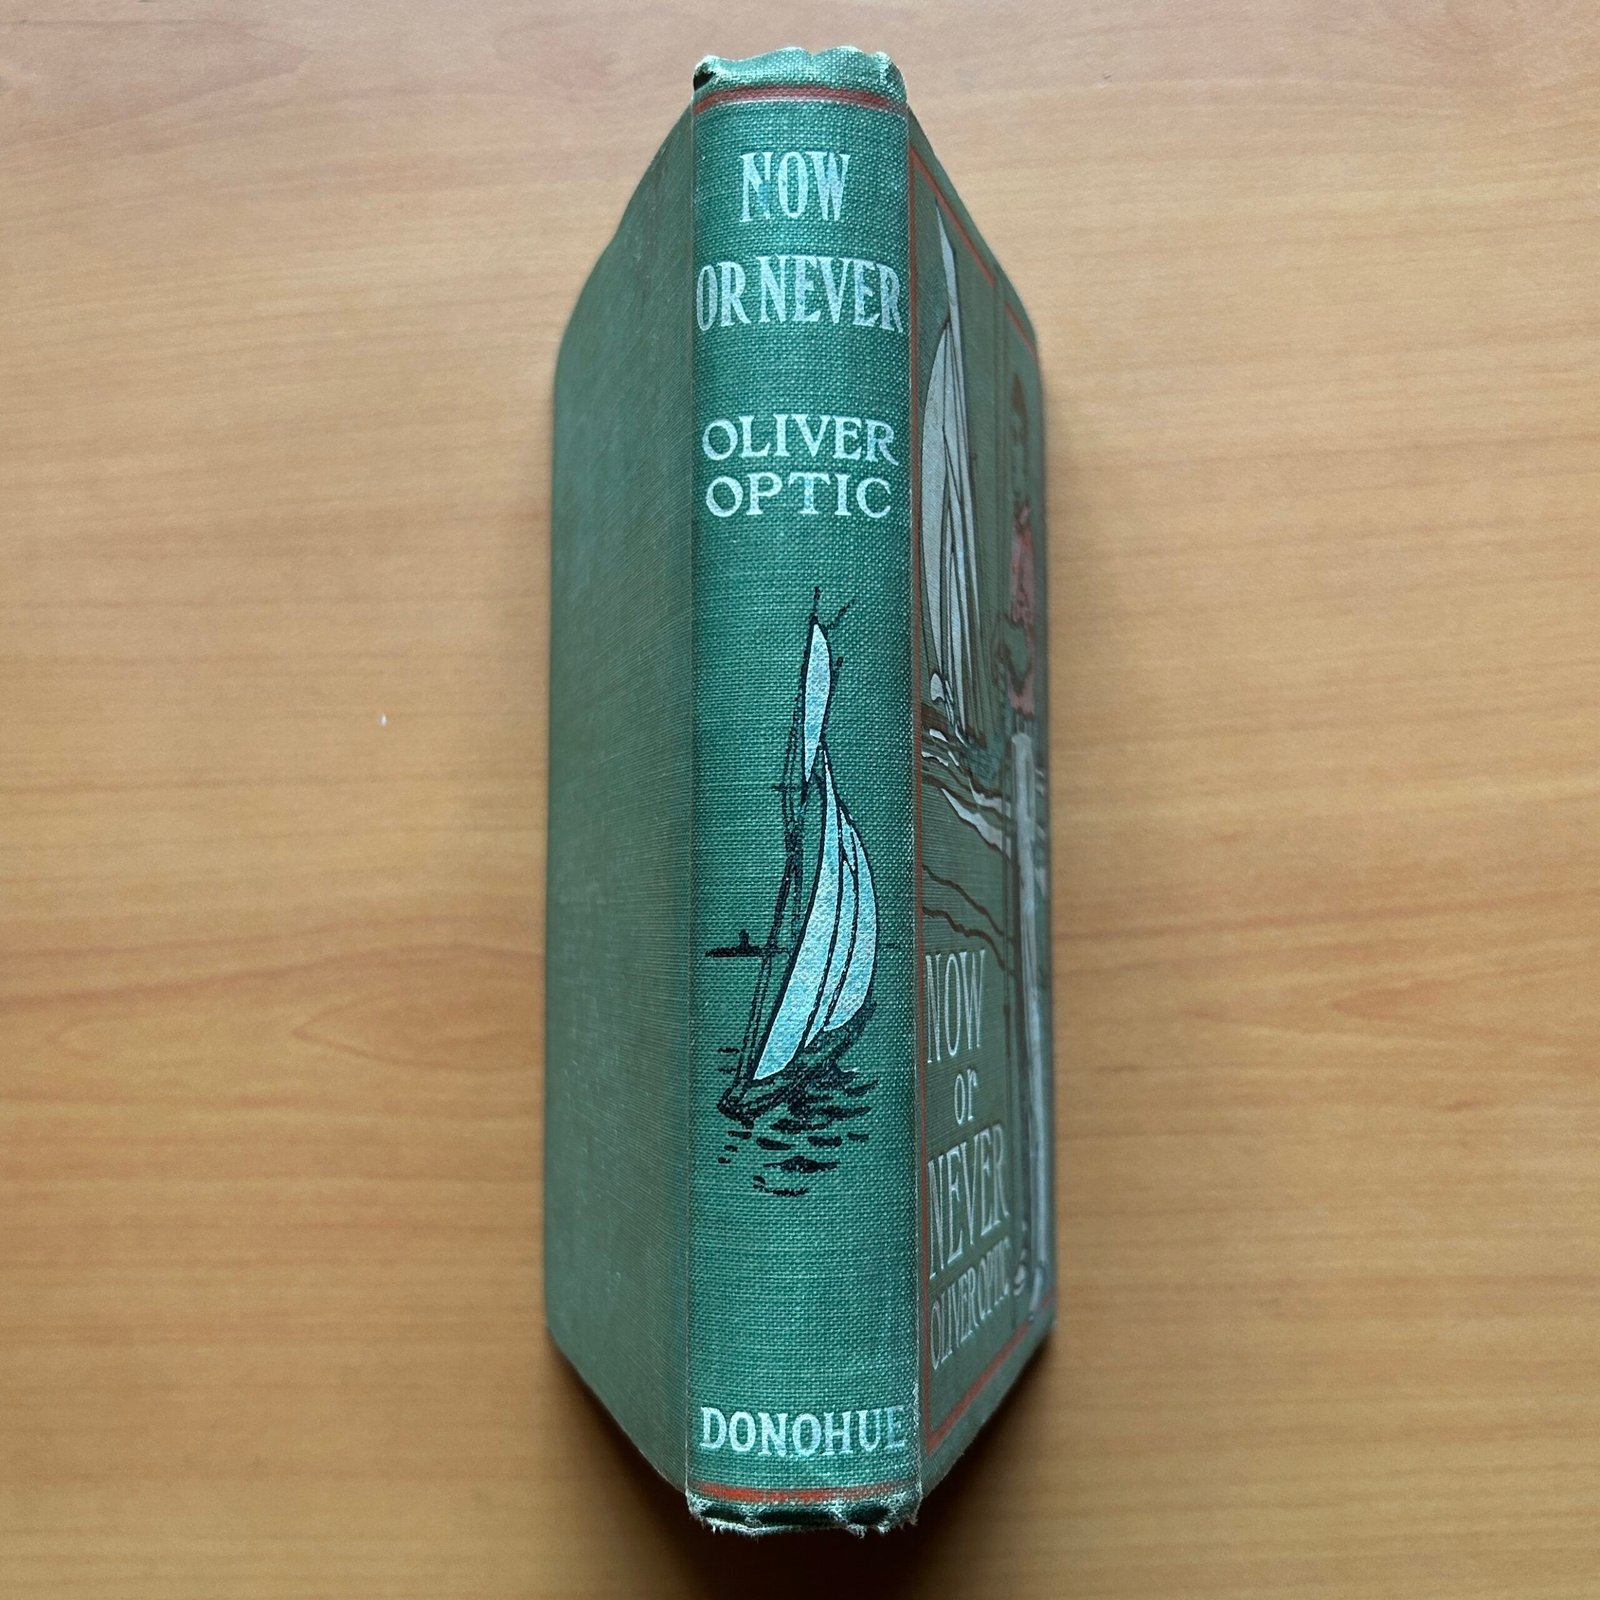 NOW
OR NEVER
OLIVER
OPTIC
DONOHUE
NOW
or
NEVER
OLIVER OPTIC